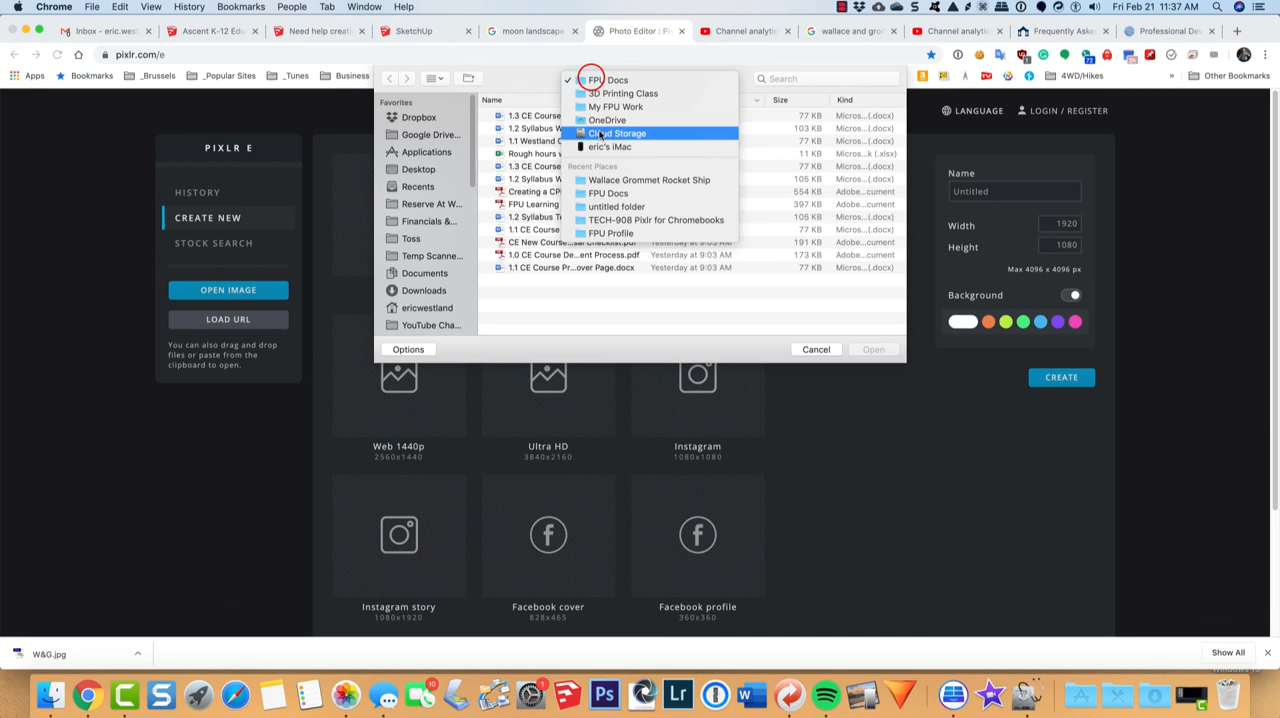 Chrome File Edit View History Bookmarks People Tab Window Help
Fri Feb 21 11:37 AM
Inbox - eric.west
Ascent K-12 Edu
Need help creati
SketchUp
moon landscape
Photo Editor : Pi
Channel analytic
wallace and gro
Channel analytic
Frequently Aske
Professional Dev
pixlr.com/e
72
Apps Bookmarks _Brussels _Popular Sites _Tunes Business
4WD/Hikes » Other Bookmarks
FPU Docs
3D Printing Class
My FPU Work
OneDrive
Cloud Storage
eric's iMac
Recent Places
Wallace Grommet Rocket Ship
FPU Docs
untitled folder
TECH-908 Pixlr for Chromebooks
FPU Profile
Search
Favorites
Dropbox
Google Drive...
Applications
Desktop
Recents
Reserve At W...
Financials &...
Toss
Temp Scanne...
Documents
Downloads
ericwestland
YouTube Cha...
Name Size Kind
1.3 CE Course 77 KB Micros...(.docx)
1.2 Syllabus W 103 KB Micros...(.docx)
1.1 Westland C 77 KB Micros...(.docx)
Rough hours w 11 KB Micros...k (.xlsx)
1.3 CE Course 77 KB Micros...(.docx)
1.2 Syllabus W 105 KB Micros...(.docx)
Creating a CP 554 KB Adobe...cument
FPU Learning 397 KB Adobe...cument
1.2 Syllabus Te 105 KB Micros...(.docx)
1.1 CE Course 77 KB Micros...(.docx)
CE New Course...sal Checklist.pdf Yesterday at 9:03 AM 191 KB Adobe...cument
1.0 CE Course De...ent Process.pdf Yesterday at 9:03 AM 173 KB Adobe...cument
1.1 CE Course Pr...over Page.docx Yesterday at 9:03 AM 77 KB Micros...(.docx)
Options Cancel Open
PIXLR E
HISTORY
CREATE NEW
STOCK SEARCH
OPEN IMAGE
LOAD URL
You can also drag and drop
files or paste from the
clipboard to open.
LANGUAGE LOGIN / REGISTER
Name
Untitled
Width 1920
Height 1080
Max 4096 x 4096 px
Background
CREATE
Web 1440p
2560x1440
Ultra HD
3840x2160
Instagram
1080x1080
Instagram story
1080x1920
Facebook cover
828x465
Facebook profile
360x360
W&G.jpg
Show All
10
Ps
Lr